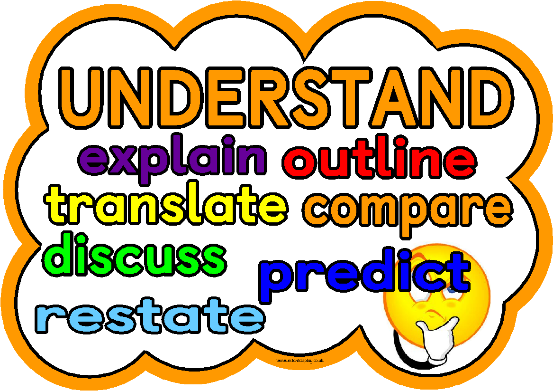 UNDERSTAND
explain outline
translate compare
discuss predict
restate